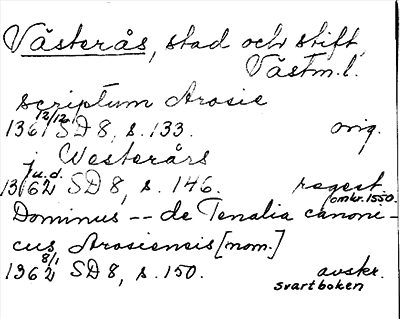 Västerås, stad och stift,
Västm.l.
scriptum Arosie
1361 12/12 SD 8, s. 133. orig.
j Westerårs
1362 u.d. SD 8, s. 146. regest omkr. 1550.
Dominus -- de Tenalia canoni-
cus Arosiensis [nom.]
1362 8/1 SD 8, s. 150. avskr.
svartboken